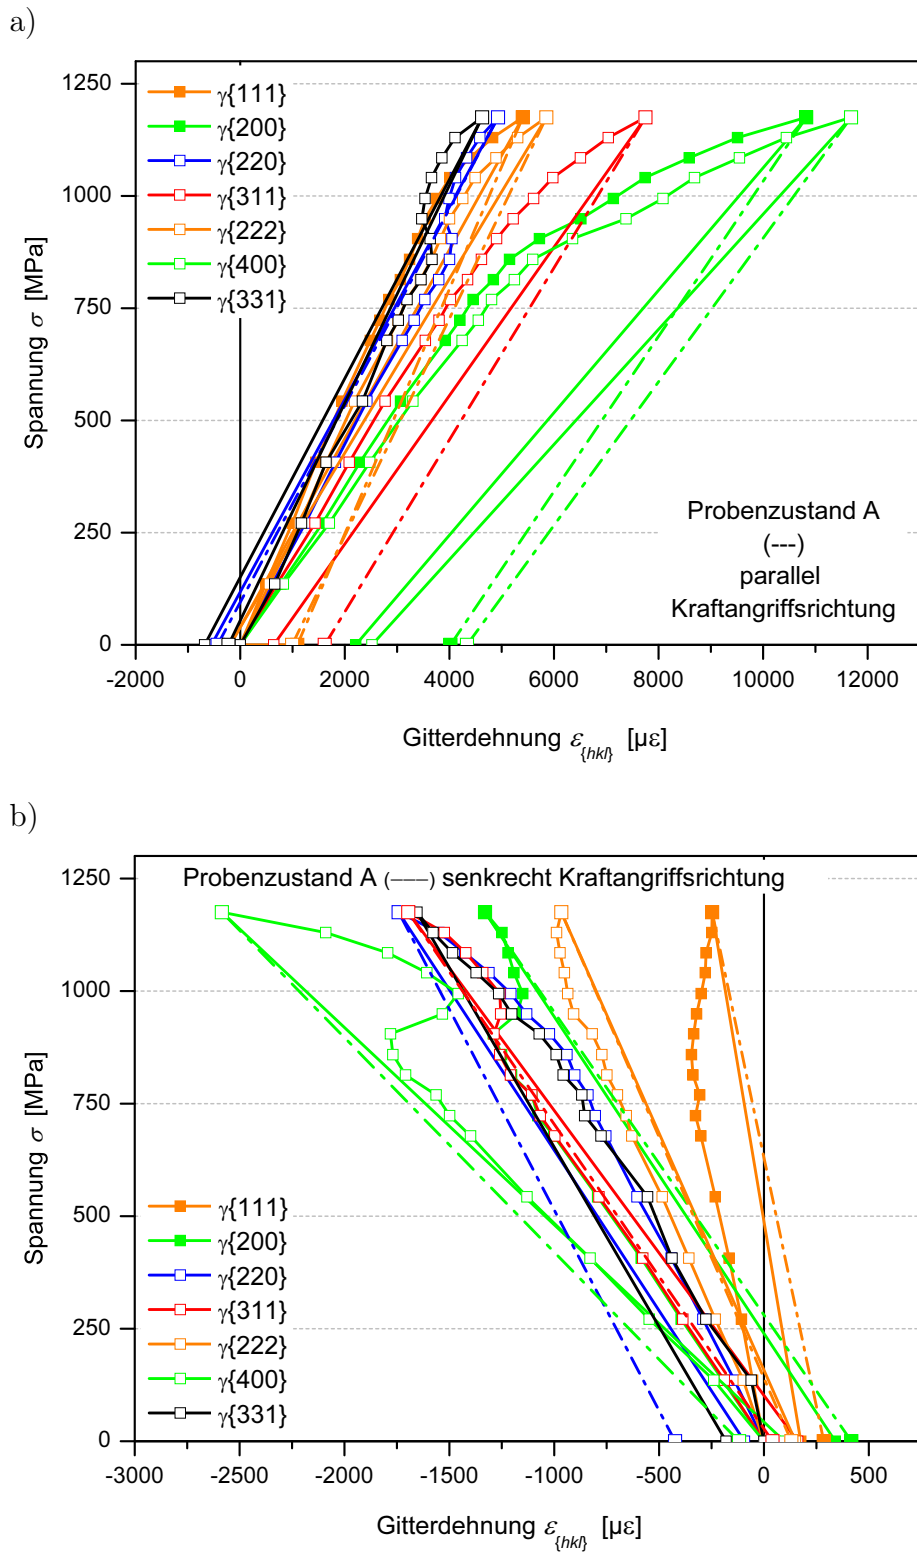 a)
1250
1000
750
500
250
0
Spannung σ [MPa]
γ{111}
γ{200}
γ{220}
γ{311}
γ{222}
γ{400}
γ{331}
Probenzustand A
(---)
parallel
Kraftangriffsrichtung
-2000 0 2000 4000 6000 8000 10000 12000
Gitterdehnung ε{hkl} [µε]
b)
Probenzustand A (−−−) senkrecht Kraftangriffsrichtung
1250
1000
750
500
250
0
Spannung σ [MPa]
γ{111}
γ{200}
γ{220}
γ{311}
γ{222}
γ{400}
γ{331}
-3000 -2500 -2000 -1500 -1000 -500 0 500
Gitterdehnung ε{hkl} [µε]